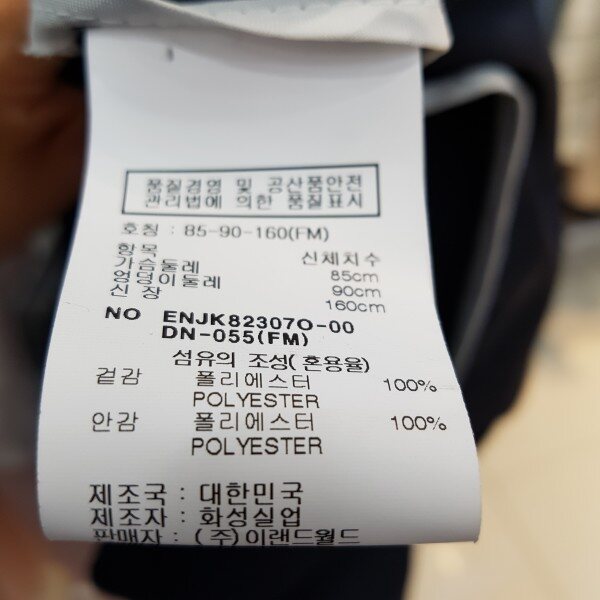 품질경영 및 공산품안전
관리법에 의한 품질표시
호칭 : 85-90-160(FM)
항목 신체치수
가슴둘레 85cm
엉덩이둘레 90cm
신장 160cm
NO ENJK82307O-00
DN-055(FM)
섬유의 조성(혼용율)
겉감 폴리에스터 100%
POLYESTER
안감 폴리에스터 100%
POLYESTER
제조국 : 대한민국
제조자 : 화성실업
판매자 : (주)이랜드월드